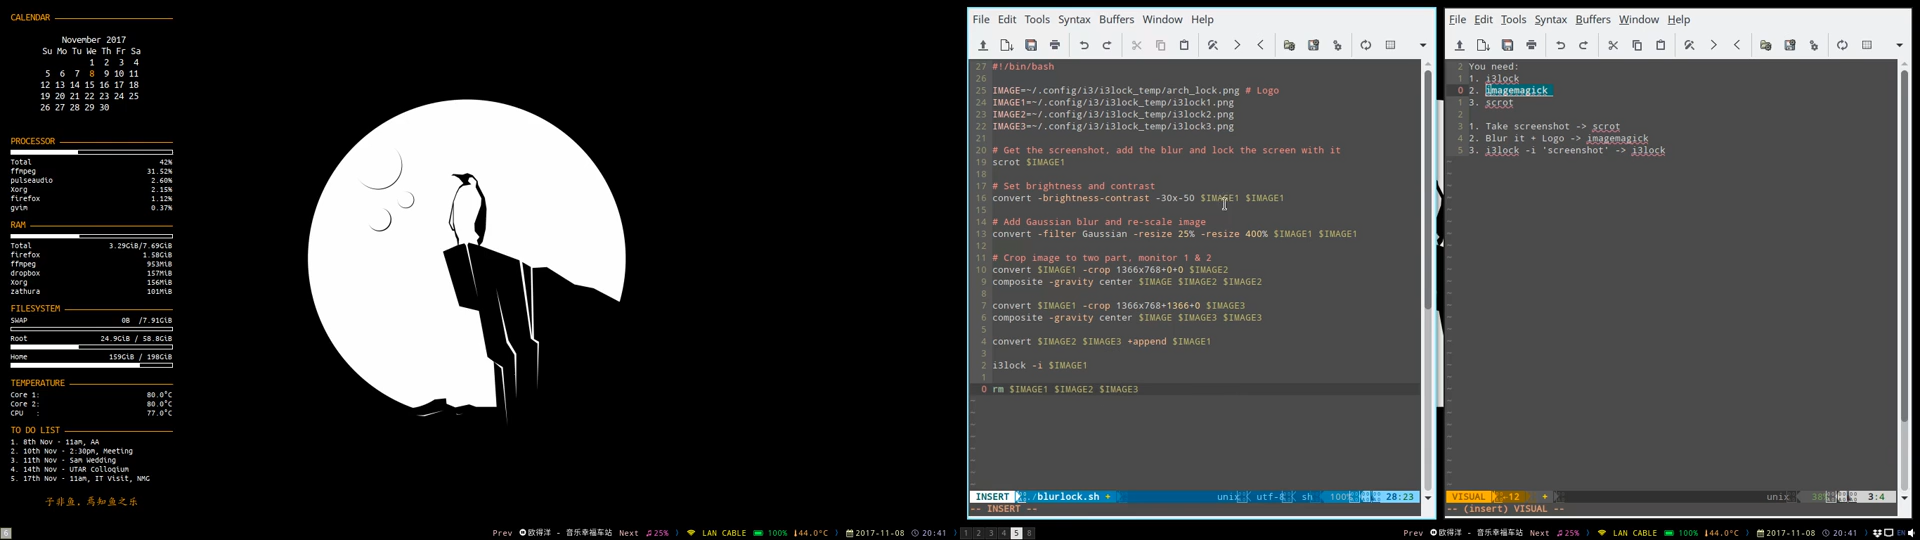 CALENDAR
November 2017
Su Mo Tu We Th Fr Sa
1 2 3 4
5 6 7 8 9 10 11
12 13 14 15 16 17 18
19 20 21 22 23 24 25
26 27 28 29 30
PROCESSOR
Total 42%
ffmpeg 31.52%
pulseaudio 2.60%
Xorg 2.15%
firefox 1.12%
gvim 0.37%
RAM
Total 3.29GiB/7.69GiB
firefox 1.58GiB
ffmpeg 953MiB
dropbox 157MiB
Xorg 156MiB
zathura 101MiB
FILESYSTEM
SWAP 0B /7.91GiB
Root 24.9GiB / 58.8GiB
Home 159GiB / 198GiB
TEMPERATURE
Core 1: 80.0°C
Core 2: 80.0°C
CPU : 77.0°C
TO DO LIST
1. 8th Nov - 11am, AA
2. 10th Nov - 2:30pm, Meeting
3. 11th Nov - Sam Wedding
4. 14th Nov - UTAR Colloqium
5. 17th Nov - 11am, IT Visit, NMG
子非鱼，焉知鱼之乐
6 Prev 欧得洋 - 音乐幸福车站 Next 25% LAN CABLE 100% 44.0°C 2017-11-08 20:41
File Edit Tools Syntax Buffers Window Help
27 #!/bin/bash
26
25 IMAGE=~/.config/i3/i3lock_temp/arch_lock.png # Logo
24 IMAGE1=~/.config/i3/i3lock_temp/i3lock1.png
23 IMAGE2=~/.config/i3/i3lock_temp/i3lock2.png
22 IMAGE3=~/.config/i3/i3lock_temp/i3lock3.png
21
20 # Get the screenshot, add the blur and lock the screen with it
19 scrot $IMAGE1
18
17 # Set brightness and contrast
16 convert -brightness-contrast -30x-50 $IMAGE1 $IMAGE1
15
14 # Add Gaussian blur and re-scale image
13 convert -filter Gaussian -resize 25% -resize 400% $IMAGE1 $IMAGE1
12
11 # Crop image to two part, monitor 1 & 2
10 convert $IMAGE1 -crop 1366x768+0+0 $IMAGE2
9 composite -gravity center $IMAGE $IMAGE2 $IMAGE2
8
7 convert $IMAGE1 -crop 1366x768+1366+0 $IMAGE3
6 composite -gravity center $IMAGE $IMAGE3 $IMAGE3
5
4 convert $IMAGE2 $IMAGE3 +append $IMAGE1
3
2 i3lock -i $IMAGE1
1
0 rm $IMAGE1 $IMAGE2 $IMAGE3
INSERT ./blurlock.sh + unix utf-8 sh 100% 28:23
-- INSERT --
File Edit Tools Syntax Buffers Window Help
2 You need:
1 1. i3lock
0 2. imagemagick
1 3. scrot
2
3 1. Take screenshot -> scrot
4 2. Blur it + Logo -> imagemagick
5 3. i3lock -i 'screenshot' -> i3lock
VISUAL -12 + unix 38% 3:4
-- (insert) VISUAL --
1 2 3 4 5 8 Prev 欧得洋 - 音乐幸福车站 Next 25% LAN CABLE 100% 44.0°C 2017-11-08 20:41 EN